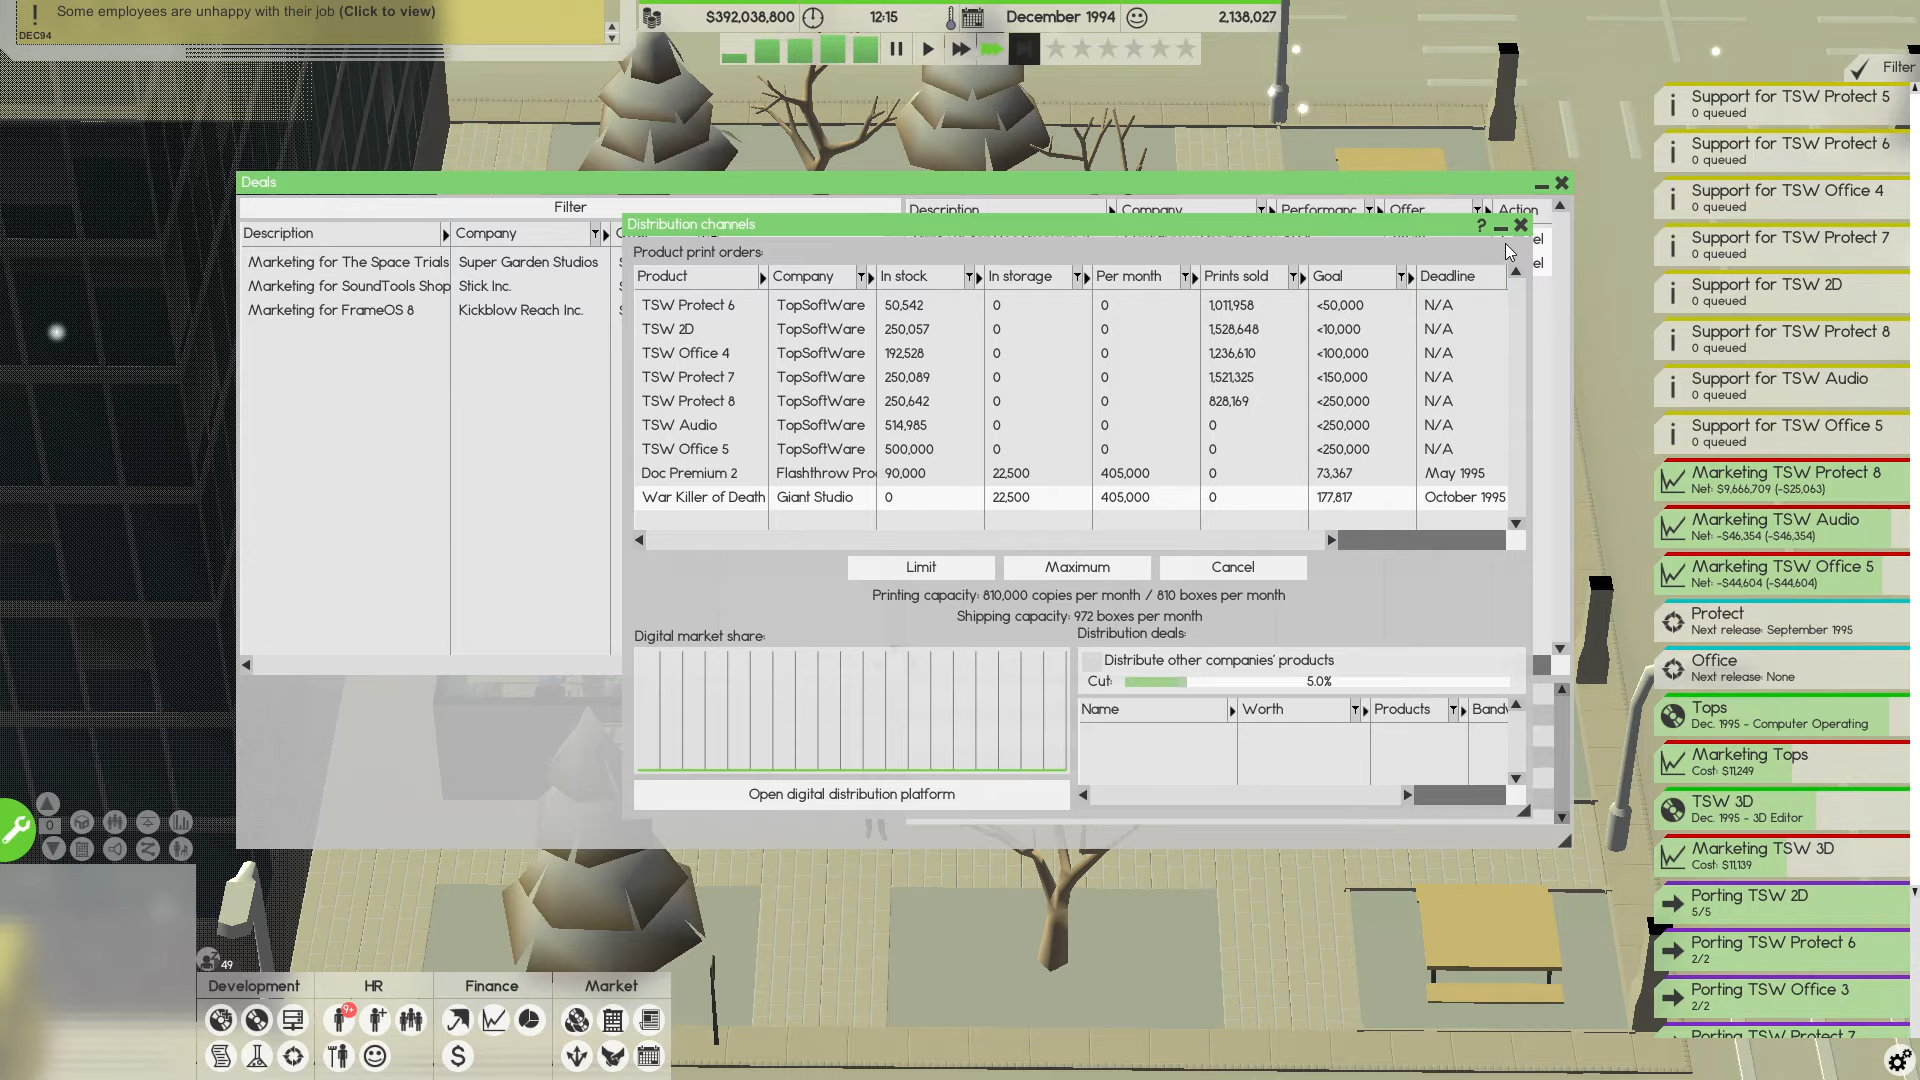 Some employees are unhappy with their job (Click to view)
DEC94
$392,038,800
12:15
December 1994
2,138,027
Filter
Support for TSW Protect 5
0 queued
Support for TSW Protect 6
0 queued
Support for TSW Office 4
0 queued
Support for TSW Protect 7
0 queued
Support for TSW 2D
0 queued
Support for TSW Protect 8
0 queued
Support for TSW Audio
0 queued
Support for TSW Office 5
0 queued
Marketing TSW Protect 8
Net: $9,666,709 (-$25,063)
Marketing TSW Audio
Net: -$46,354 (-$46,354)
Marketing TSW Office 5
Net: -$44,604 (-$44,604)
Protect
Next release: September 1995
Office
Next release: None
Tops
Dec. 1995 - Computer Operating
Marketing Tops
Cost: $11,249
TSW 3D
Dec. 1995 - 3D Editor
Marketing TSW 3D
Cost: $11,139
Porting TSW 2D
5/5
Porting TSW Protect 6
2/2
Porting TSW Office 3
2/2
Porting TSW Protect 7
Deals
Filter
Description Company
Marketing for The Space Trials Super Garden Studios
Marketing for SoundTools Shop Stick Inc.
Marketing for FrameOS 8 Kickblow Reach Inc.
Description Company Performanc Offer Action
Distribution channels
?
Product print orders:
Product Company In stock In storage Per month Prints sold Goal Deadline
TSW Protect 6 TopSoftWare 50,542 0 0 1,011,958 <50,000 N/A
TSW 2D TopSoftWare 250,057 0 0 1,528,648 <10,000 N/A
TSW Office 4 TopSoftWare 192,528 0 0 1,236,610 <100,000 N/A
TSW Protect 7 TopSoftWare 250,089 0 0 1,521,325 <150,000 N/A
TSW Protect 8 TopSoftWare 250,642 0 0 828,169 <250,000 N/A
TSW Audio TopSoftWare 514,985 0 0 0 <250,000 N/A
TSW Office 5 TopSoftWare 500,000 0 0 0 <250,000 N/A
Doc Premium 2 Flashthrow Pro 90,000 22,500 405,000 0 73,367 May 1995
War Killer of Death Giant Studio 0 22,500 405,000 0 177,817 October 1995
Limit Maximum Cancel
Printing capacity: 810,000 copies per month / 810 boxes per month
Shipping capacity: 972 boxes per month
Digital market share:
Distribution deals:
Distribute other companies' products
Cut: 5.0%
Name Worth Products Bandw
Open digital distribution platform
0
49
Development HR Finance Market
9+